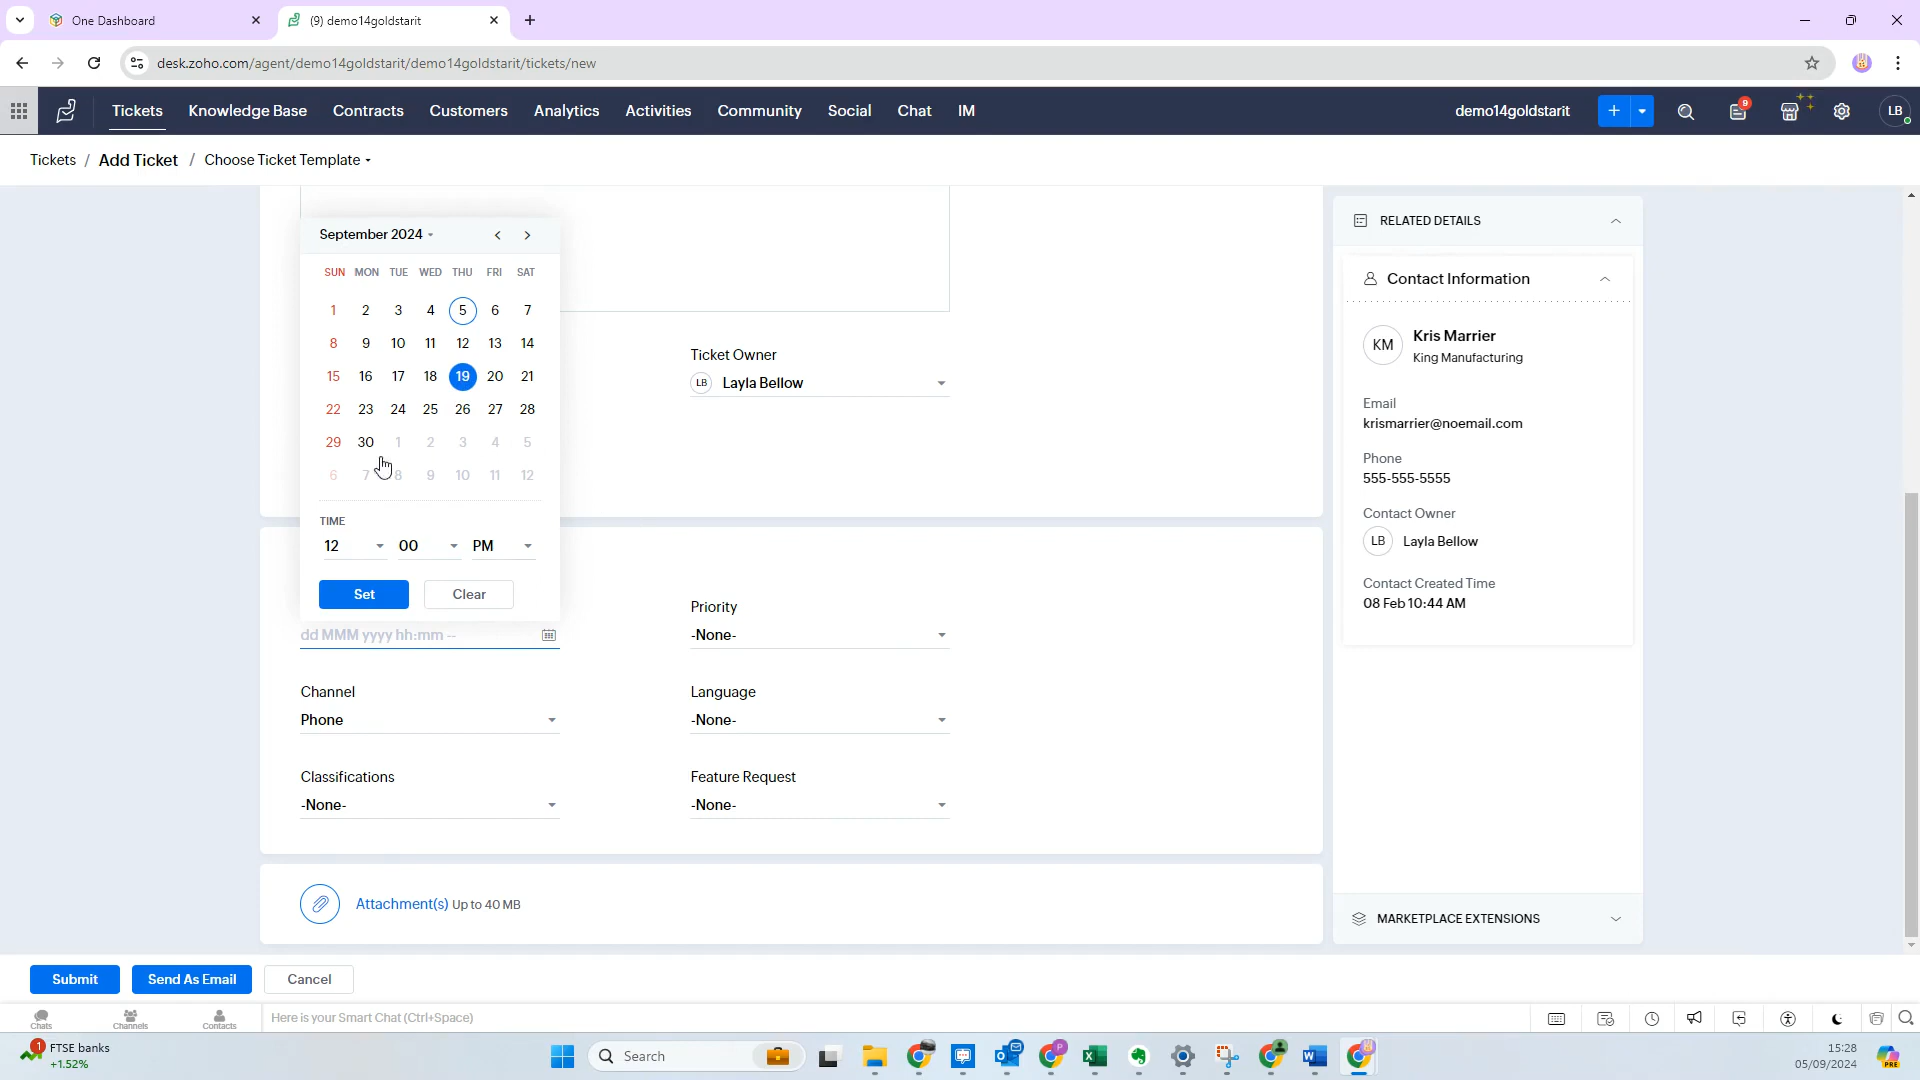 One Dashboard
(9) demo14goldstarit
desk.zoho.com/agent/demo14goldstarit/demo14goldstarit/tickets/new
Tickets Knowledge Base Contracts Customers Analytics Activities Community Social Chat IM demo14goldstarit 9 LB
Tickets / Add Ticket / Choose Ticket Template
September 2024
SUN MON TUE WED THU FRI SAT
1 2 3 4 5 6 7
8 9 10 11 12 13 14
15 16 17 18 19 20 21
22 23 24 25 26 27 28
29 30 1 2 3 4 5
6 7 8 9 10 11 12
TIME
12 00 PM
Set Clear
dd MMM yyyy hh:mm --
Ticket Owner
LB Layla Bellow
Priority
-None-
Channel
Phone
Language
-None-
Classifications
-None-
Feature Request
-None-
Attachment(s) Up to 40 MB
RELATED DETAILS
Contact Information
KM Kris Marrier
King Manufacturing
Email
krismarrier@noemail.com
Phone
555-555-5555
Contact Owner
LB Layla Bellow
Contact Created Time
08 Feb 10:44 AM
MARKETPLACE EXTENSIONS
Submit Send As Email Cancel
Chats Channels Contacts Here is your Smart Chat (Ctrl+Space)
1 FTSE banks
+1.52%
Search
15:28
05/09/2024
PRE